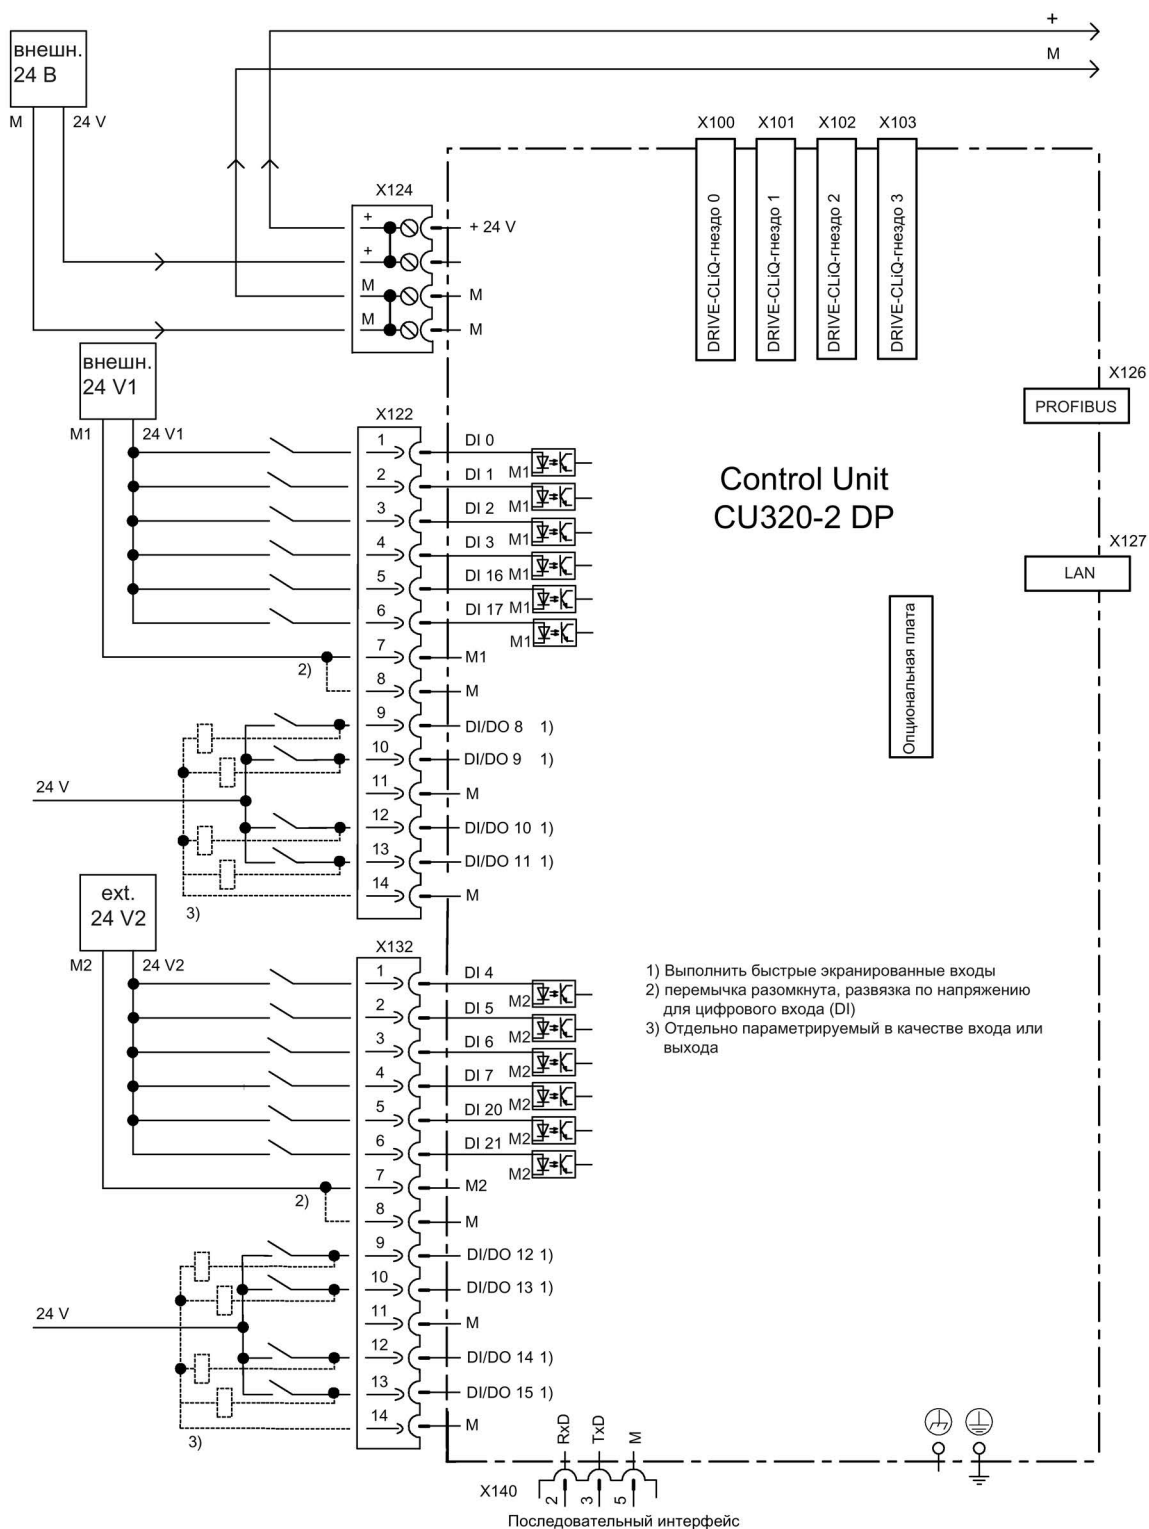 +
внешн.
24 В
M
M
24 V
X100
X101
X102
X103
X124
DRIVE-CLiQ-гнездо 0
DRIVE-CLiQ-гнездо 1
DRIVE-CLiQ-гнездо 2
DRIVE-CLiQ-гнездо 3
+
+ 24 V
+
M
M
M
M
внешн.
24 V1
X126
PROFIBUS
M1
24 V1
X122
1
DI 0
M1
2
DI 1
M1
3
DI 2
M1
4
DI 3
M1
5
DI 16
M1
6
DI 17
M1
7
M1
2)
8
M
9
DI/DO 8 1)
10
DI/DO 9 1)
11
M
24 V
12
DI/DO 10 1)
13
DI/DO 11 1)
14
M
3)
Control Unit
CU320-2 DP
X127
LAN
Опциональная плата
ext.
24 V2
M2
24 V2
X132
1
DI 4
M2
2
DI 5
M2
3
DI 6
M2
4
DI 7
M2
5
DI 20
M2
6
DI 21
M2
7
M2
2)
8
M
9
DI/DO 12 1)
10
DI/DO 13 1)
11
M
24 V
12
DI/DO 14 1)
13
DI/DO 15 1)
14
M
3)
1) Выполнить быстрые экранированные входы
2) перемычка разомкнута, развязка по напряжению
для цифрового входа (DI)
3) Отдельно параметрируемый в качестве входа или
выхода
RxD
TxD
M
X140
2
3
5
Последовательный интерфейс